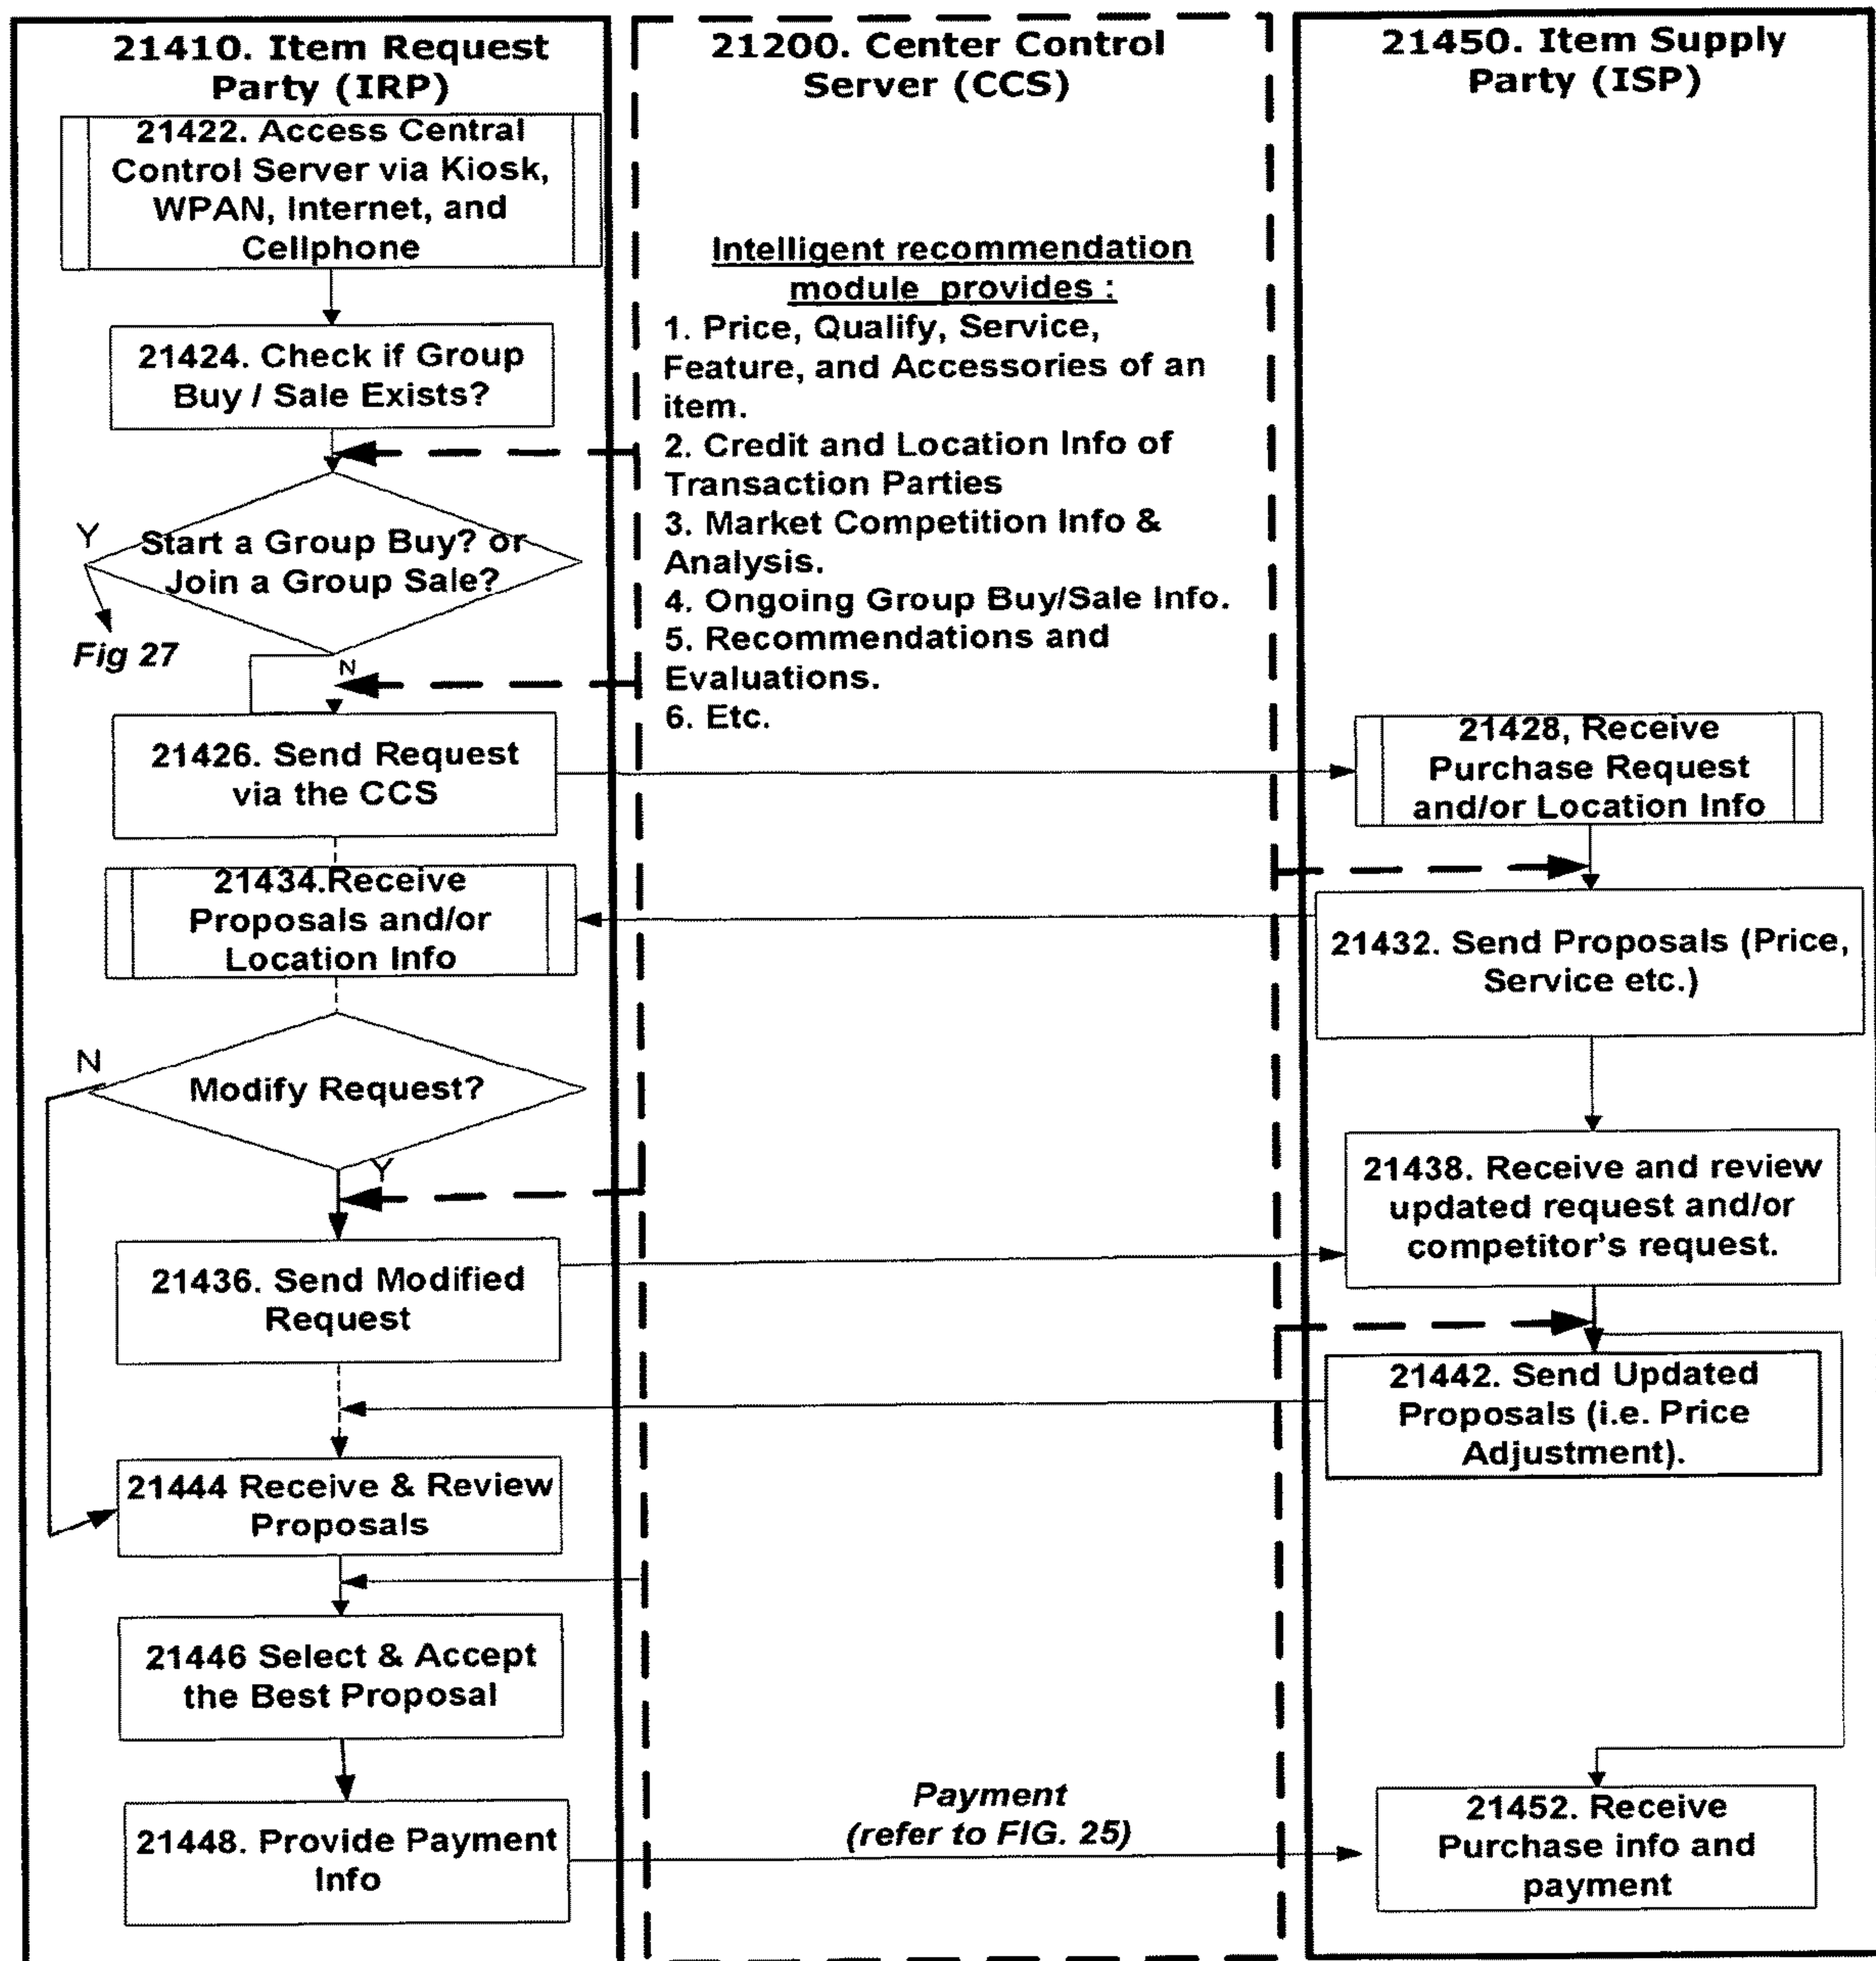 21410. Item Request
Party (IRP)
21422. Access Central
Control Server via Kiosk,
WPAN, Internet, and
Cellphone
21424. Check if Group
Buy / Sale Exists?
Y
Start a Group Buy? or
Join a Group Sale?
Fig 27
N
21426. Send Request
via the CCS
21434.Receive
Proposals and/or
Location Info
N
Modify Request?
Y
21436. Send Modified
Request
21444 Receive & Review
Proposals
21446 Select & Accept
the Best Proposal
21448. Provide Payment
Info
21200. Center Control
Server (CCS)
Intelligent recommendation
module provides :
1. Price, Qualify, Service,
Feature, and Accessories of an
item.
2. Credit and Location Info of
Transaction Parties
3. Market Competition Info &
Analysis.
4. Ongoing Group Buy/Sale Info.
5. Recommendations and
Evaluations.
6. Etc.
Payment
(refer to FIG. 25)
21450. Item Supply
Party (ISP)
21428, Receive
Purchase Request
and/or Location Info
21432. Send Proposals (Price,
Service etc.)
21438. Receive and review
updated request and/or
competitor's request.
21442. Send Updated
Proposals (i.e. Price
Adjustment).
21452. Receive
Purchase info and
payment